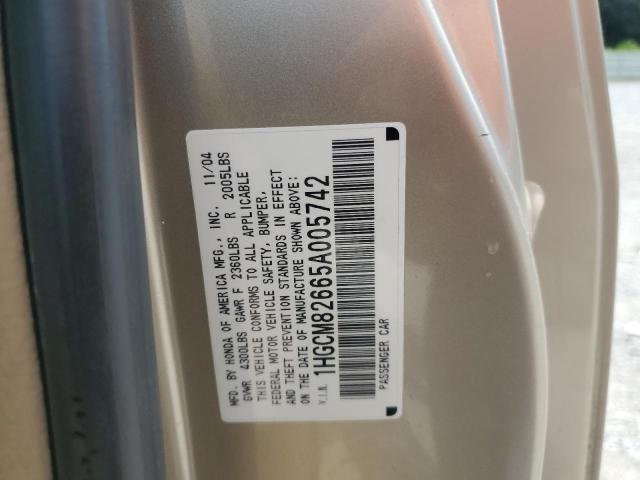 MFD. BY HONDA OF AMERICA MFG., INC. 11/04
GVWR 4300LBS GAWR F 2360LBS R 2005LBS
THIS VEHICLE CONFORMS TO ALL APPLICABLE
FEDERAL MOTOR VEHICLE SAFETY, BUMPER,
AND THEFT PREVENTION STANDARDS IN EFFECT
ON THE DATE OF MANUFACTURE SHOWN ABOVE:
V.I.N. 1HGCM82665A005742
PASSENGER CAR